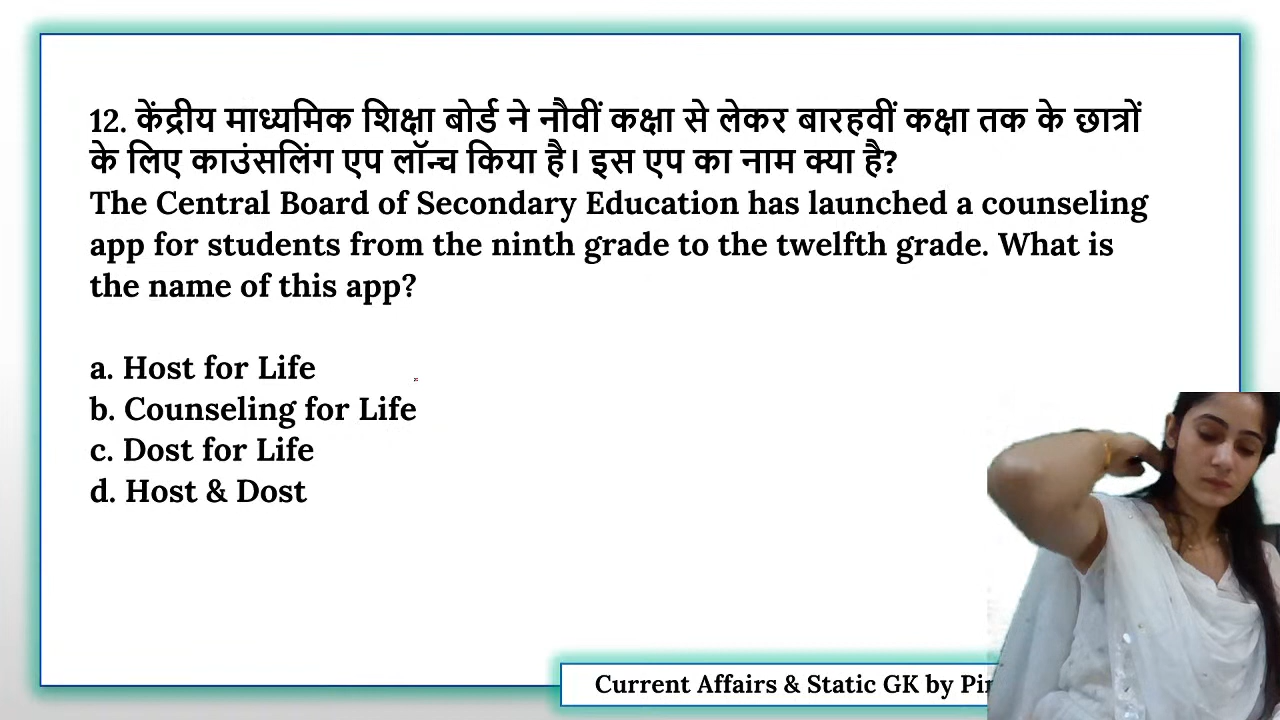 12. केंद्रीय माध्यमिक शिक्षा बोर्ड ने नौवीं कक्षा से लेकर बारहवीं कक्षा तक के छात्रों
के लिए काउंसलिंग एप लॉन्च किया है। इस एप का नाम क्या है?
The Central Board of Secondary Education has launched a counseling
app for students from the ninth grade to the twelfth grade. What is
the name of this app?
a. Host for Life
b. Counseling for Life
c. Dost for Life
d. Host & Dost
Current Affairs & Static GK by